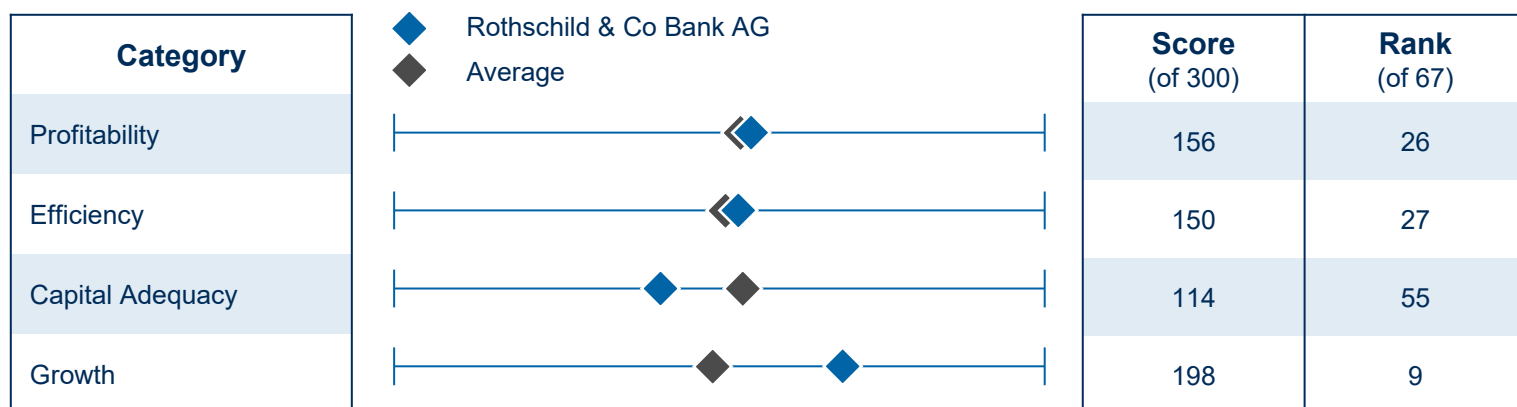 Category
Rothschild & Co Bank AG
Average
Score
(of 300)
Rank
(of 67)
Profitability
156
26
Efficiency
150
27
Capital Adequacy
114
55
Growth
198
9